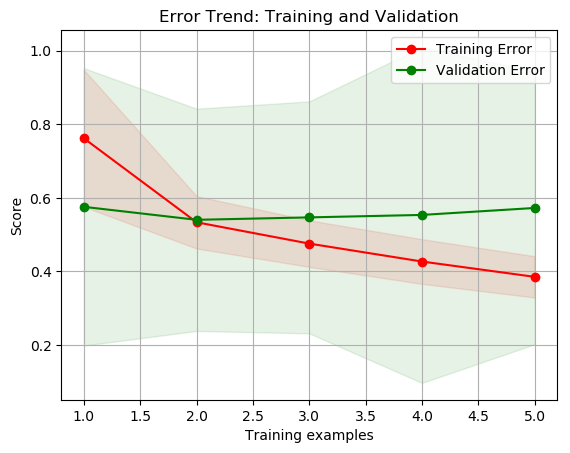 Error Trend: Training and Validation
Training Error
Validation Error
Score
1.0
0.8
0.6
0.4
0.2
1.0 1.5 2.0 2.5 3.0 3.5 4.0 4.5 5.0
Training examples